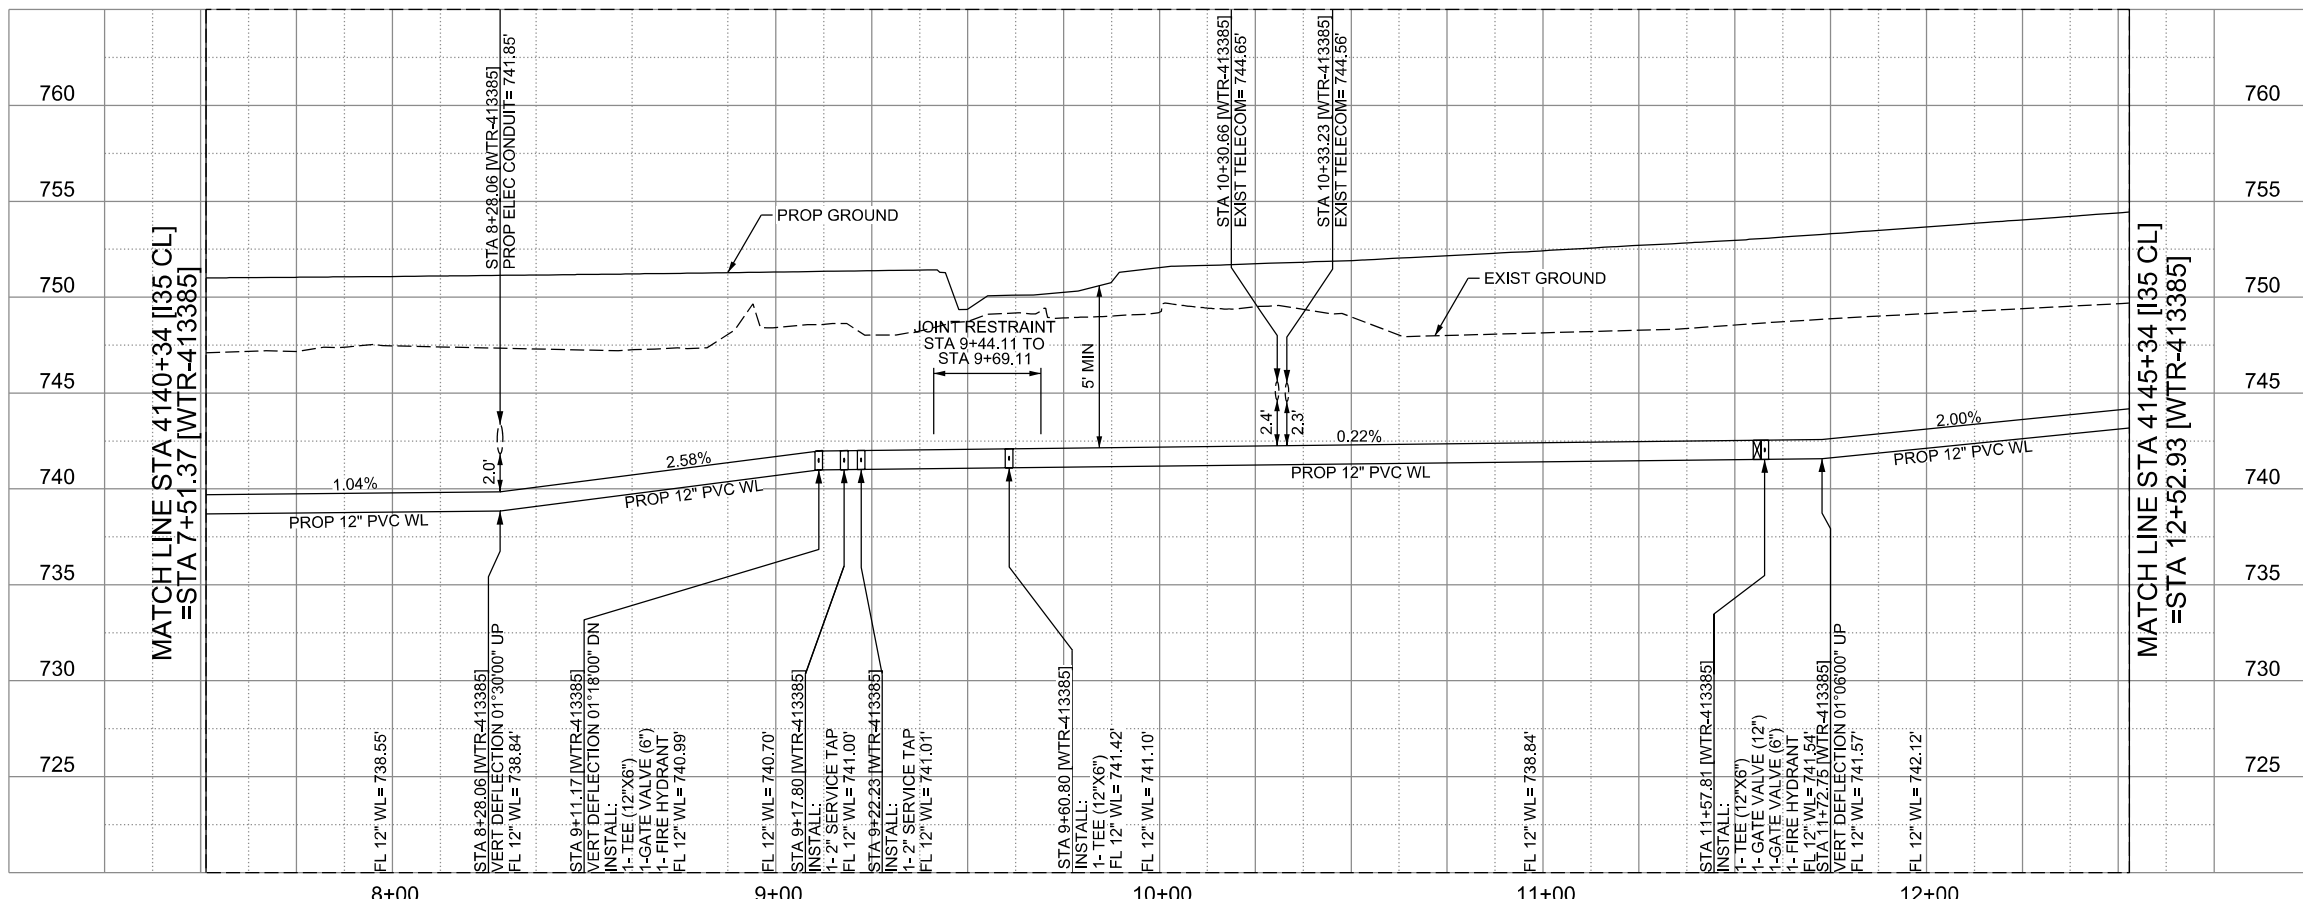 760
755
750
745
740
735
730
725
MATCH LINE STA 4140+34 [I35 CL]
=STA 7+51.37 [WTR-413385]
STA 8+28.06 [WTR-413385]
PROP ELEC CONDUIT= 741.85'
PROP GROUND
STA 10+30.66 [WTR-413385]
EXIST TELECOM= 744.65'
STA 10+33.23 [WTR-413385]
EXIST TELECOM= 744.56'
EXIST GROUND
JOINT RESTRAINT
STA 9+44.11 TO
STA 9+69.11
5' MIN
2.0'
2.4'
2.3'
1.04%
PROP 12" PVC WL
2.58%
PROP 12" PVC WL
0.22%
PROP 12" PVC WL
2.00%
PROP 12" PVC WL
FL 12" WL= 738.55'
STA 8+28.06 [WTR-413385]
VERT DEFLECTION 01°30'00" UP
FL 12" WL= 738.84'
STA 9+11.17 [WTR-413385]
VERT DEFLECTION 01°18'00" DN
INSTALL:
1- TEE (12"X6")
1-GATE VALVE (6")
1- FIRE HYDRANT
FL 12" WL= 740.99'
FL 12" WL= 740.70'
STA 9+17.80 [WTR-413385]
INSTALL:
1- 2" SERVICE TAP
FL 12" WL= 741.00'
STA 9+22.23 [WTR-413385]
INSTALL:
1- 2" SERVICE TAP
FL 12" WL= 741.01'
STA 9+60.80 [WTR-413385]
INSTALL:
1- TEE (12"X6")
FL 12" WL= 741.42'
FL 12" WL= 741.10'
FL 12" WL= 738.84'
STA 11+57.81 [WTR-413385]
INSTALL:
1- TEE (12"X6")
1- GATE VALVE (12")
1-GATE VALVE (6")
1- FIRE HYDRANT
FL 12" WL= 741.54'
STA 11+72.75 [WTR-413385]
VERT DEFLECTION 01°06'00" UP
FL 12" WL= 741.57'
FL 12" WL= 742.12'
MATCH LINE STA 4145+34 [I35 CL]
=STA 12+52.93 [WTR-413385]
760
755
750
745
740
735
730
725
8+00
9+00
10+00
11+00
12+00